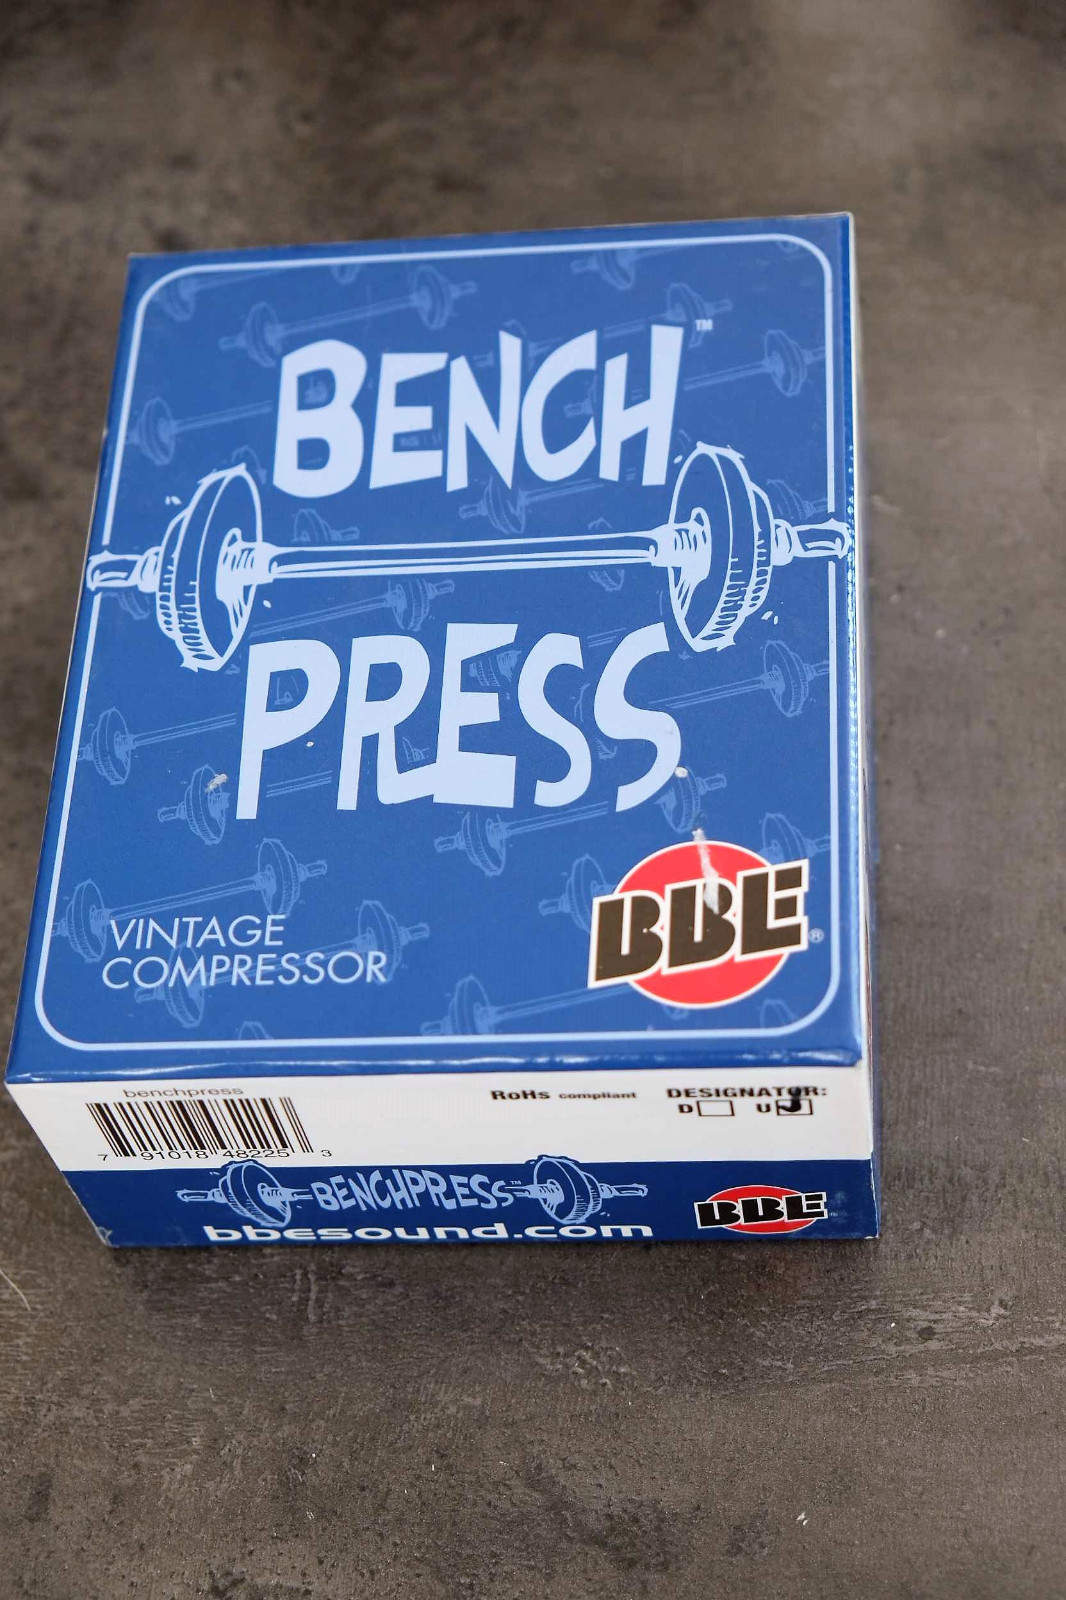 BENCH™
PRESS
VINTAGE
COMPRESSOR
BBE®
benchpress
RoHs compliant
DESIGNATOR:
D U
7 91018 48225 3
BENCHPRESS™
bbesound.com
BBE